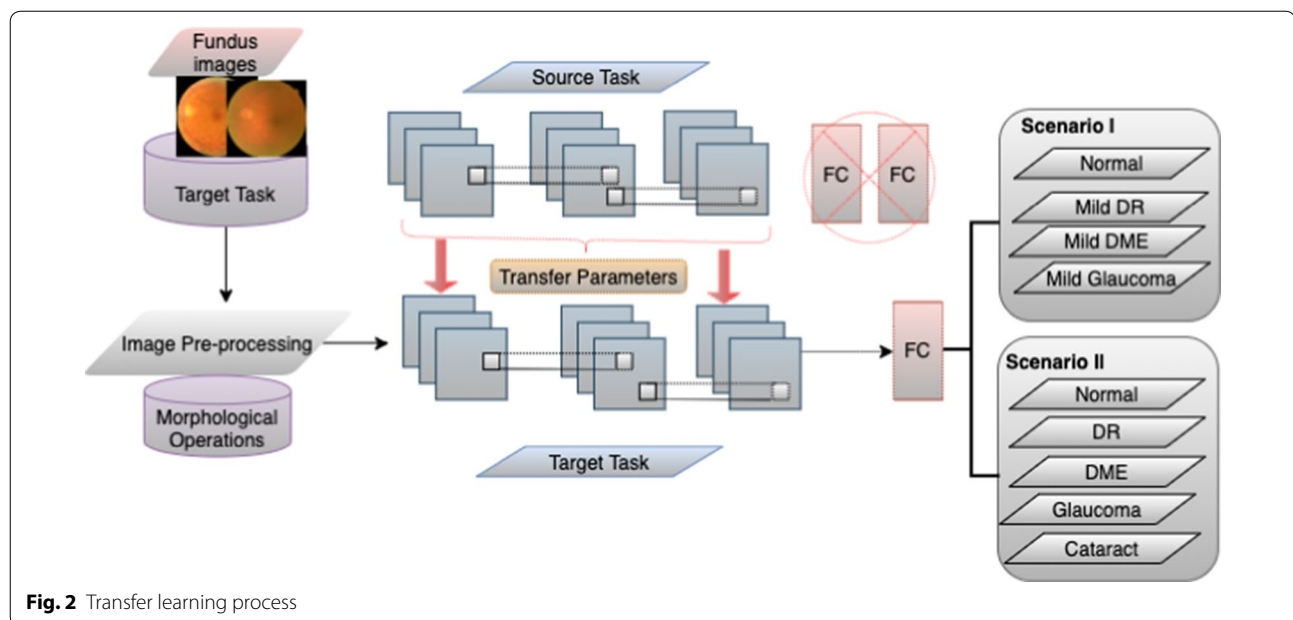 Fundus
images
Target Task
Image Pre-processing
Morphological
Operations
Source Task
FC
FC
Transfer Parameters
Target Task
FC
Scenario I
Normal
Mild DR
Mild DME
Mild Glaucoma
Scenario II
Normal
DR
DME
Glaucoma
Cataract
Fig. 2 Transfer learning process